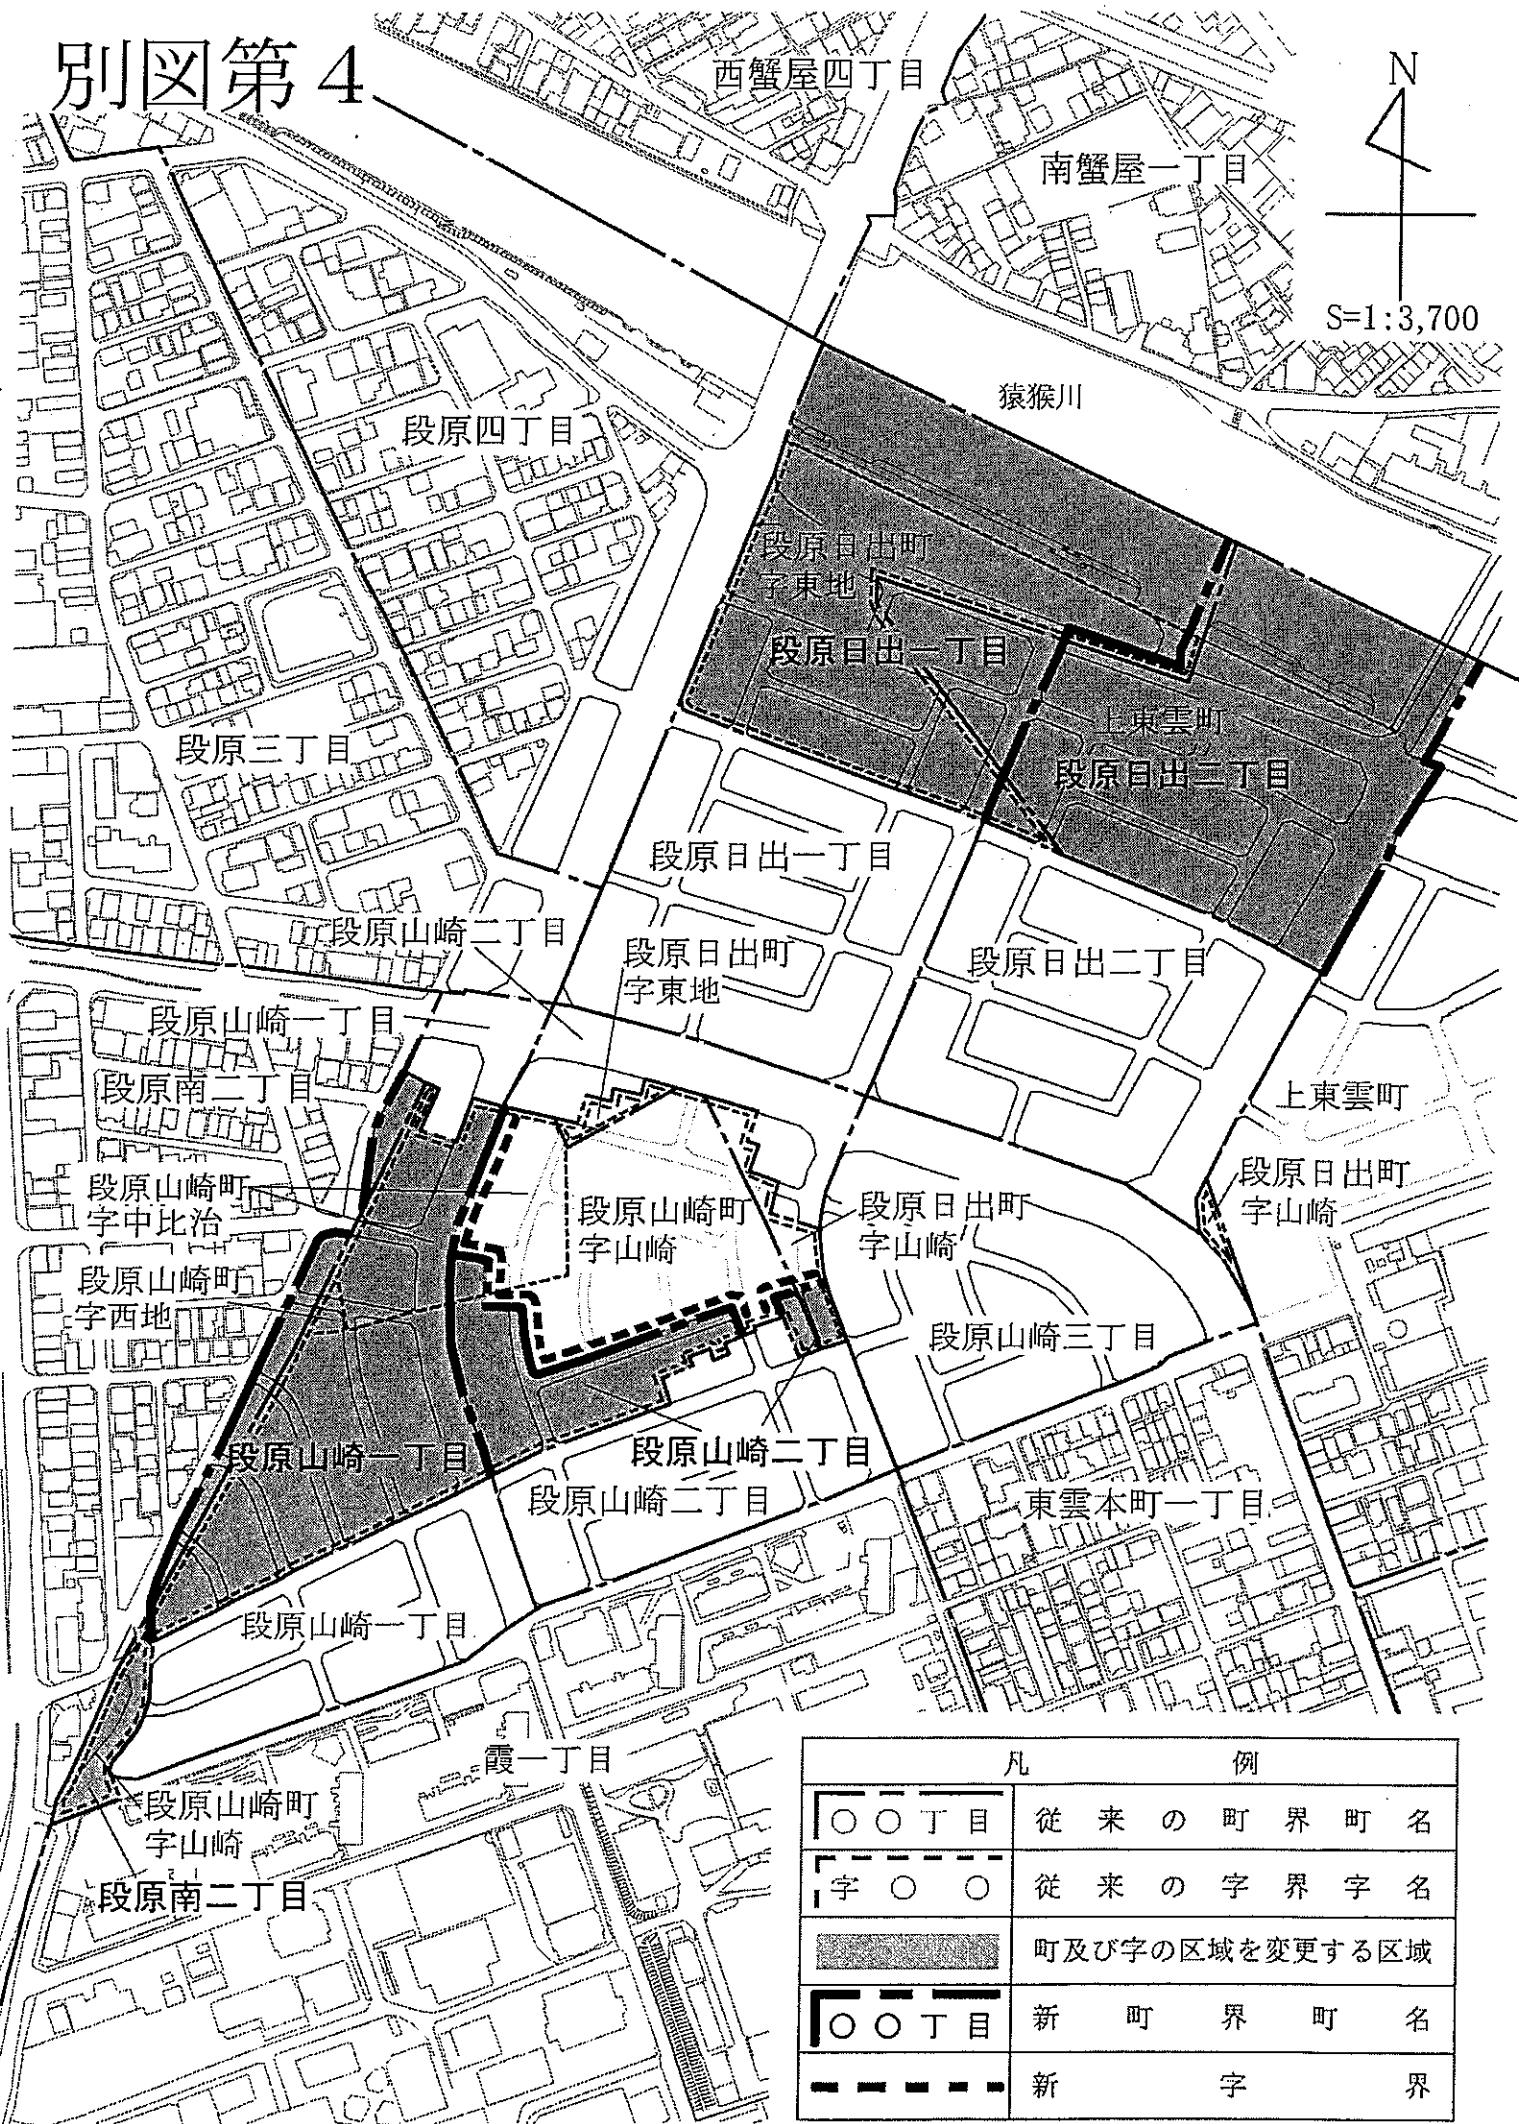 別図第4
西蟹屋四丁目
N
南蟹屋一丁目
S=1:3,700
猿猴川
段原四丁目
段原日出町
字東地
段原日出一丁目
上東雲町
段原三丁目
段原日出二丁目
段原日出一丁目
段原山崎二丁目
段原日出町
字東地
段原日出二丁目
段原山崎一丁目
段原南二丁目
上東雲町
段原山崎町
字中比治
段原山崎町
字山崎
段原日出町
字山崎
段原日出町
字山崎
段原山崎町
字西地
段原山崎三丁目
段原山崎一丁目
段原山崎二丁目
段原山崎二丁目
東雲本町一丁目
段原山崎一丁目
霞一丁目
段原山崎町
字山崎
段原南二丁目
凡例
○○丁目 従来の町界町名
字○○ 従来の字界字名
町及び字の区域を変更する区域
○○丁目 新町界町名
新字界